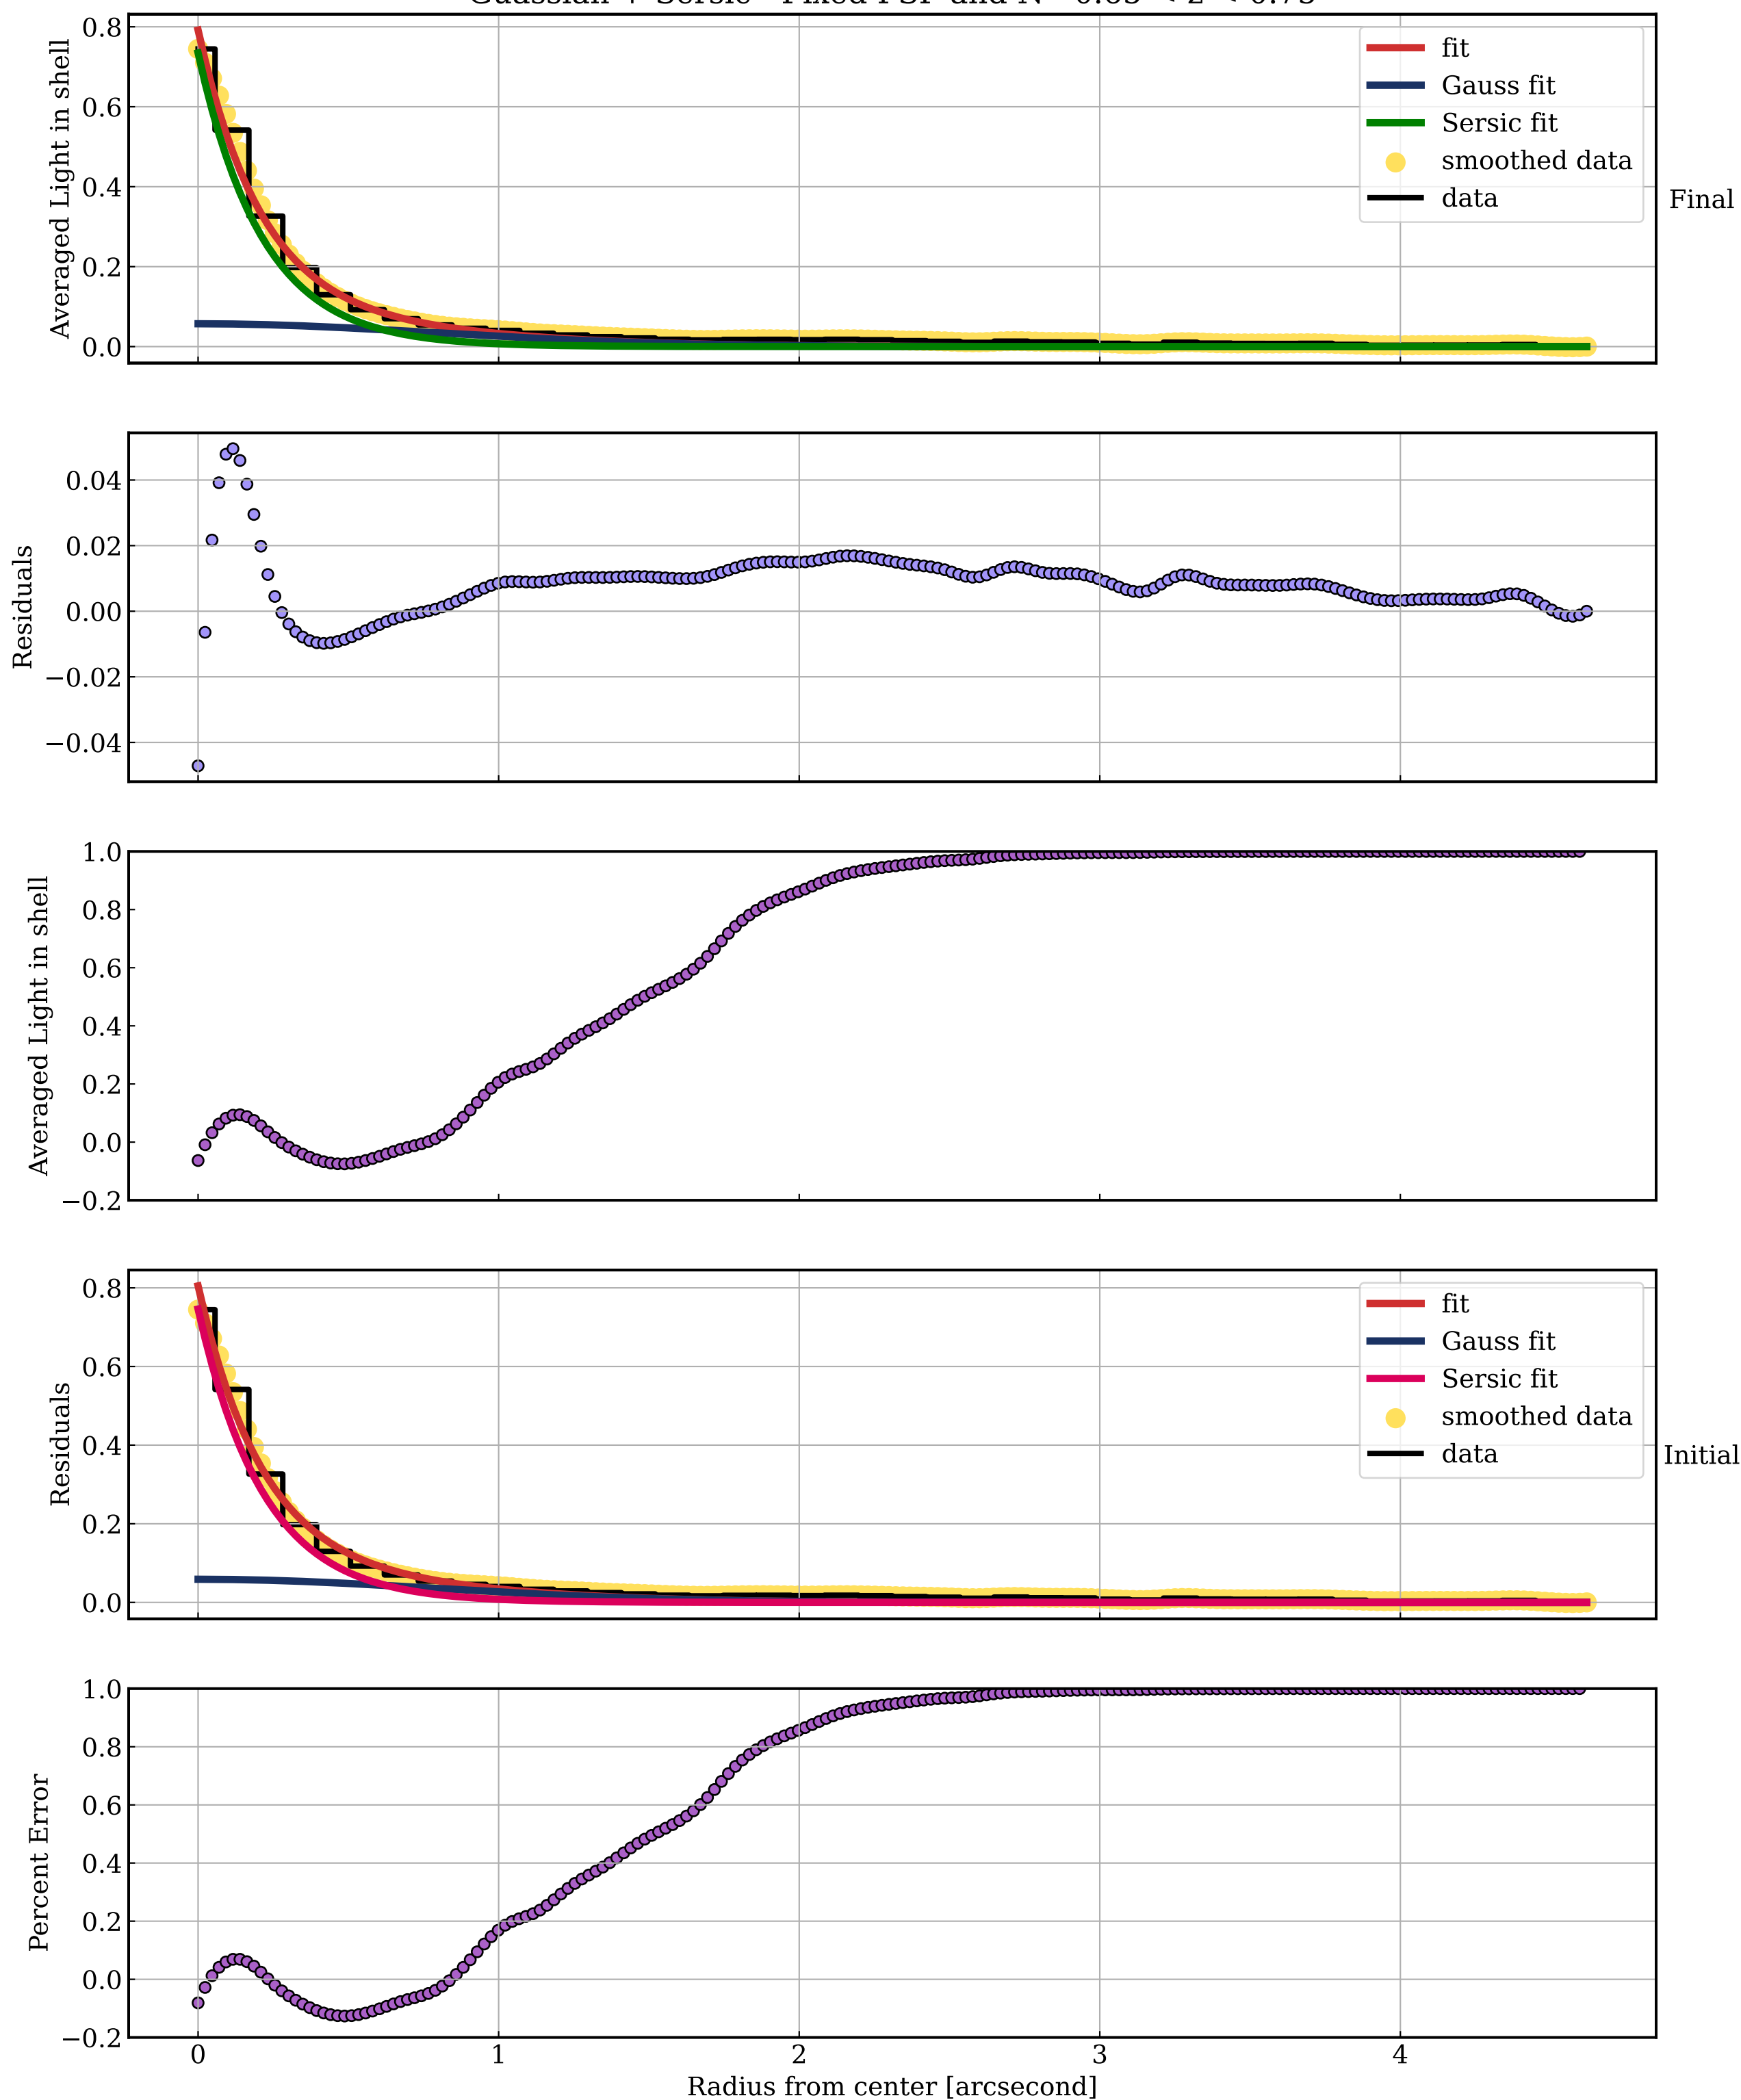 0.8
0.6
0.4
0.2
0.0
Averaged Light in shell
fit
Gauss fit
Sersic fit
smoothed data
data
Final
0.04
0.02
0.00
−0.02
−0.04
Residuals
1.0
0.8
0.6
0.4
0.2
0.0
−0.2
Averaged Light in shell
0.8
0.6
0.4
0.2
0.0
Residuals
fit
Gauss fit
Sersic fit
smoothed data
data
Initial
1.0
0.8
0.6
0.4
0.2
0.0
−0.2
Percent Error
0 1 2 3 4
Radius from center [arcsecond]